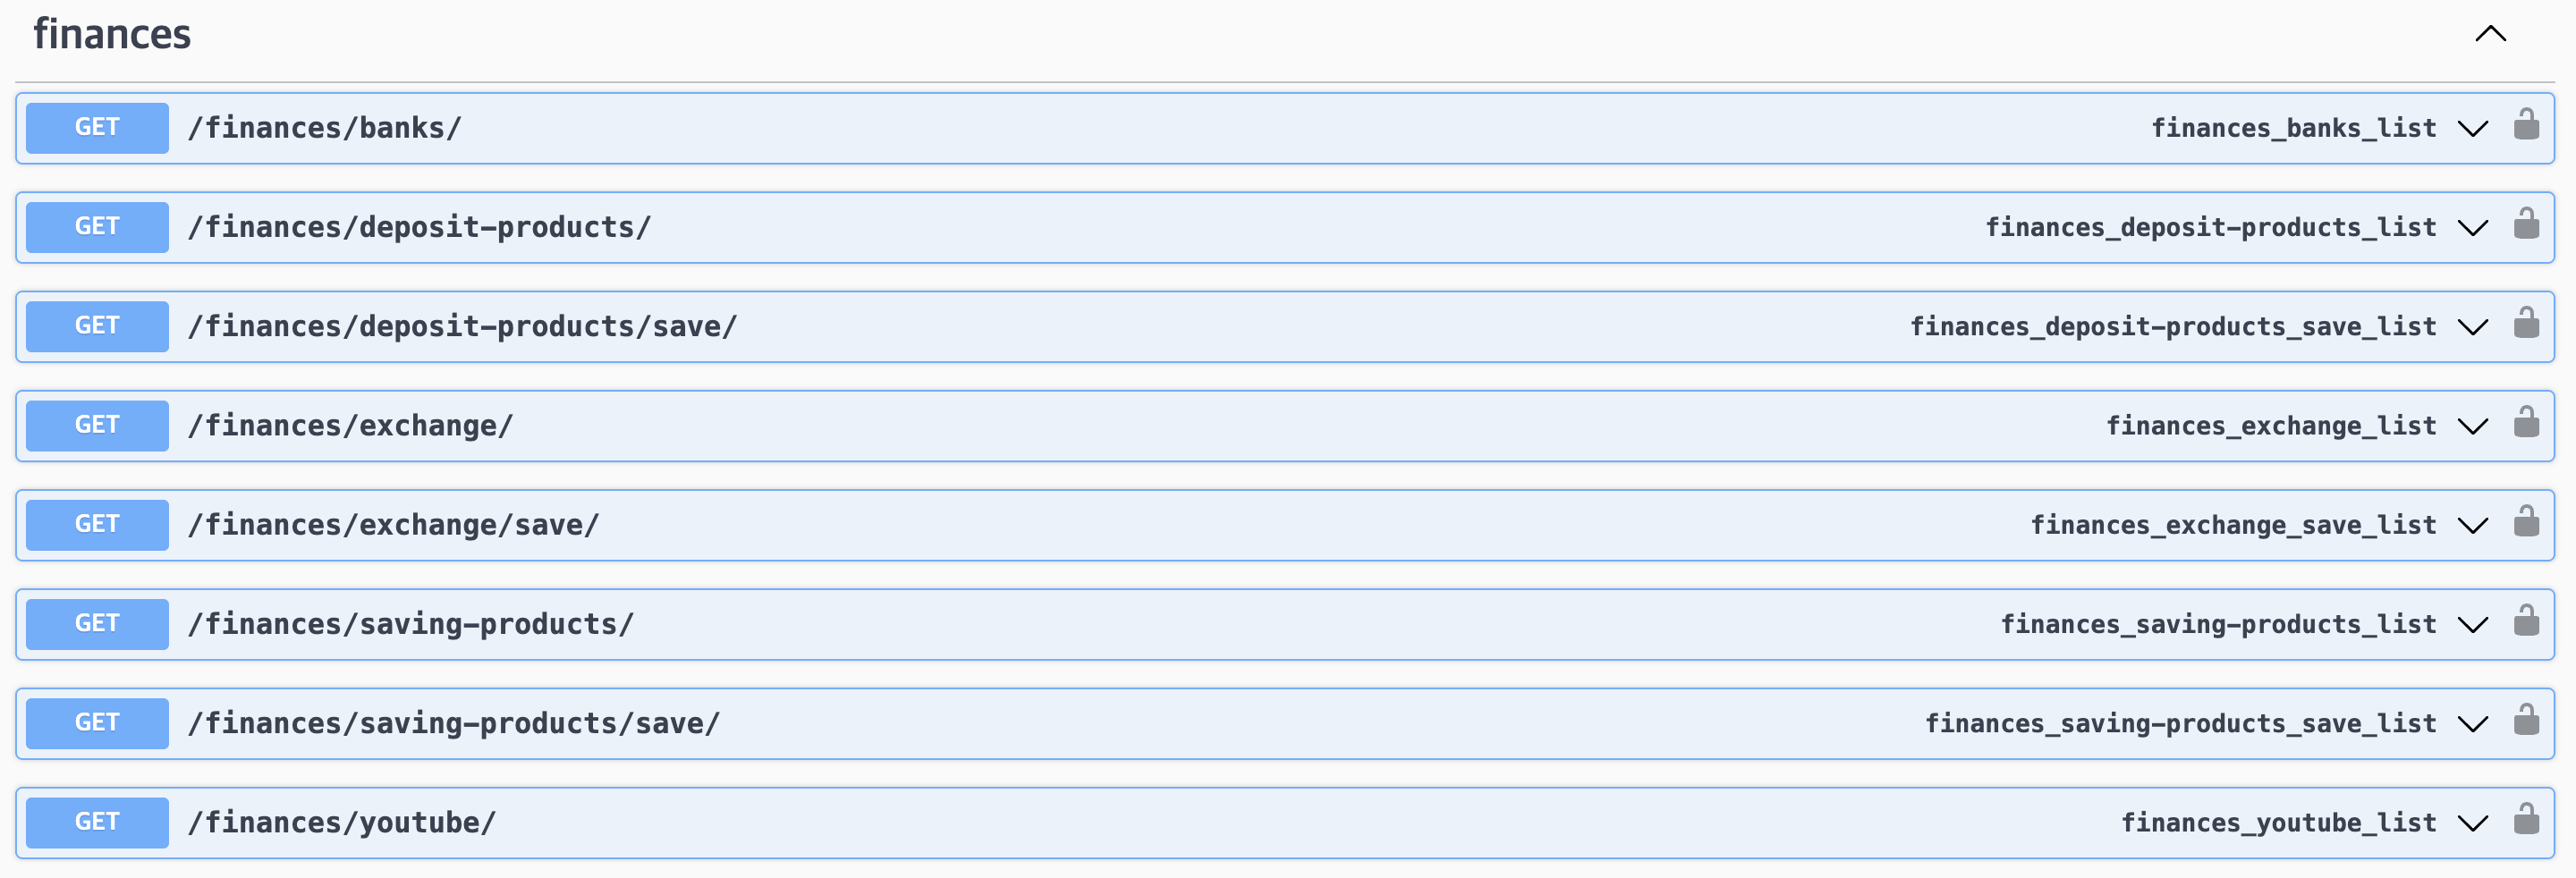 finances
GET /finances/banks/ finances_banks_list
GET /finances/deposit-products/ finances_deposit-products_list
GET /finances/deposit-products/save/ finances_deposit-products_save_list
GET /finances/exchange/ finances_exchange_list
GET /finances/exchange/save/ finances_exchange_save_list
GET /finances/saving-products/ finances_saving-products_list
GET /finances/saving-products/save/ finances_saving-products_save_list
GET /finances/youtube/ finances_youtube_list